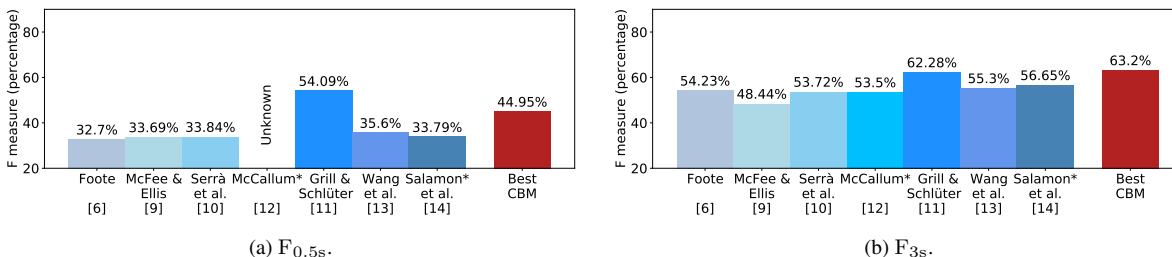 F measure (percentage)
80
60
40
20
32.7%
33.69%
33.84%
Unknown
54.09%
35.6%
33.79%
44.95%
Foote
[6]
McFee &
Ellis
[9]
Serrà
et al.
[10]
McCallum*
[12]
Grill &
Schlüter
[11]
Wang
et al.
[13]
Salamon*
et al.
[14]
Best
CBM
(a) F0.5s.
F measure (percentage)
80
60
40
20
54.23%
48.44%
53.72%
53.5%
62.28%
55.3%
56.65%
63.2%
Foote
[6]
McFee &
Ellis
[9]
Serrà
et al.
[10]
McCallum*
[12]
Grill &
Schlüter
[11]
Wang
et al.
[13]
Salamon*
et al.
[14]
Best
CBM
(b) F3s.